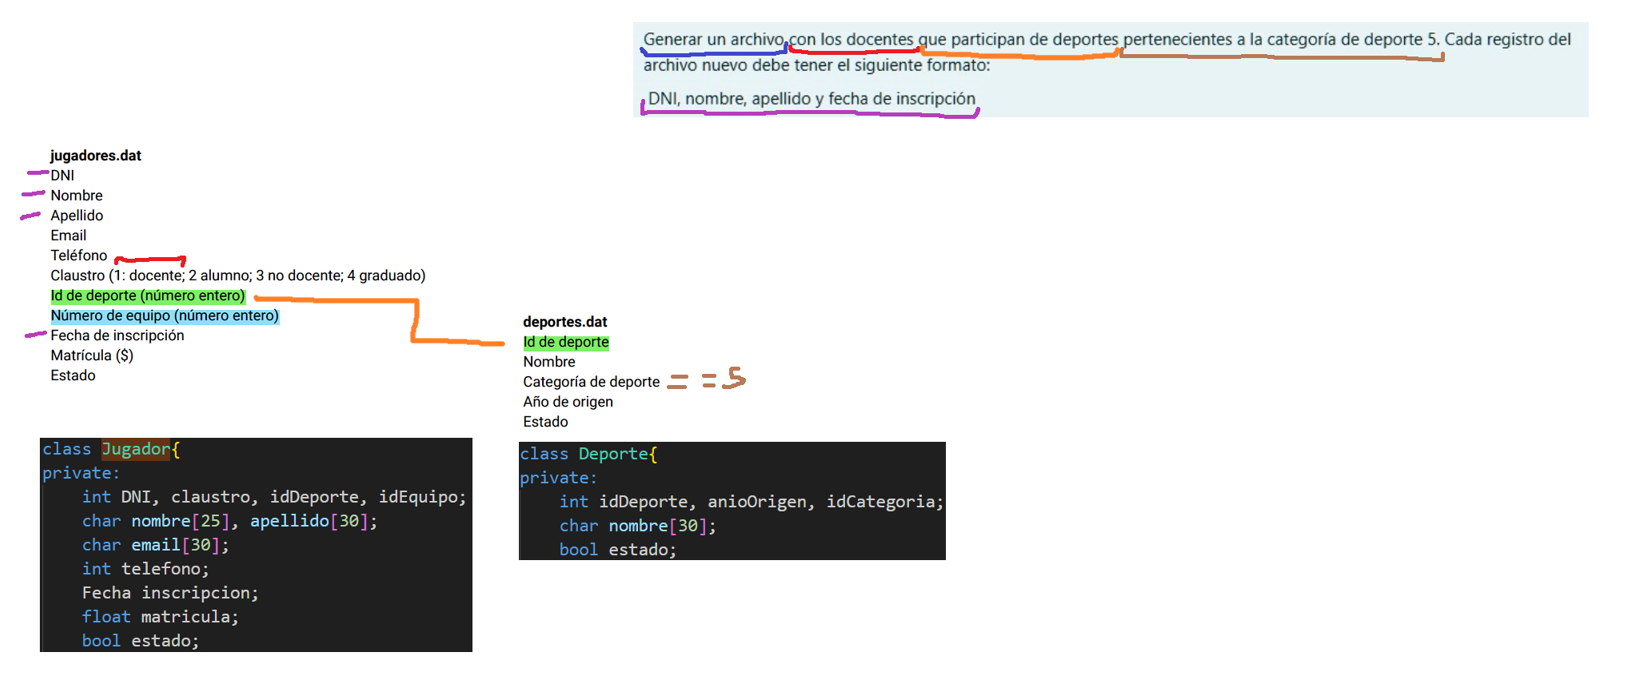 Generar un archivo con los docentes que participan de deportes pertenecientes a la categoría de deporte 5. Cada registro del
archivo nuevo debe tener el siguiente formato:
DNI, nombre, apellido y fecha de inscripción
jugadores.dat
DNI
Nombre
Apellido
Email
Teléfono
Claustro (1: docente; 2 alumno; 3 no docente; 4 graduado)
Id de deporte (número entero)
Número de equipo (número entero)
Fecha de inscripción
Matrícula ($)
Estado
deportes.dat
Id de deporte
Nombre
Categoría de deporte == 5
Año de origen
Estado
class Jugador{
private:
int DNI, claustro, idDeporte, idEquipo;
char nombre[25], apellido[30];
char email[30];
int telefono;
Fecha inscripcion;
float matricula;
bool estado;
class Deporte{
private:
int idDeporte, anioOrigen, idCategoria;
char nombre[30];
bool estado;